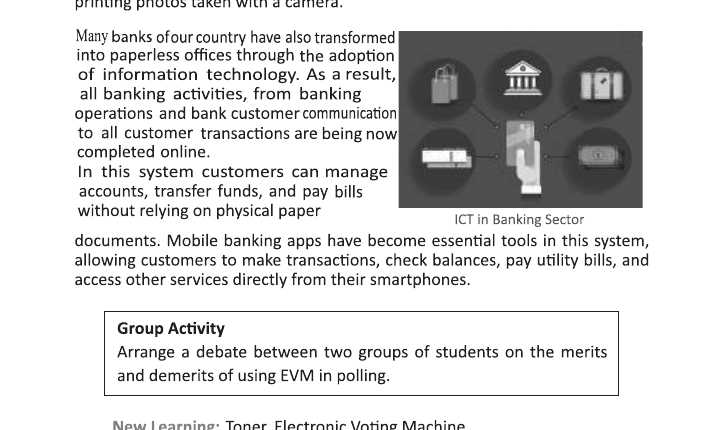 printing photos taken with a camera.
Many banks of our country have also transformed
into paperless offices through the adoption
of information technology. As a result,
all banking activities, from banking
operations and bank customer communication
to all customer transactions are being now
completed online.
In this system customers can manage
accounts, transfer funds, and pay bills
without relying on physical paper
ICT in Banking Sector
documents. Mobile banking apps have become essential tools in this system,
allowing customers to make transactions, check balances, pay utility bills, and
access other services directly from their smartphones.
Group Activity
Arrange a debate between two groups of students on the merits
and demerits of using EVM in polling.
New Learning: Toner, Electronic Voting Machine